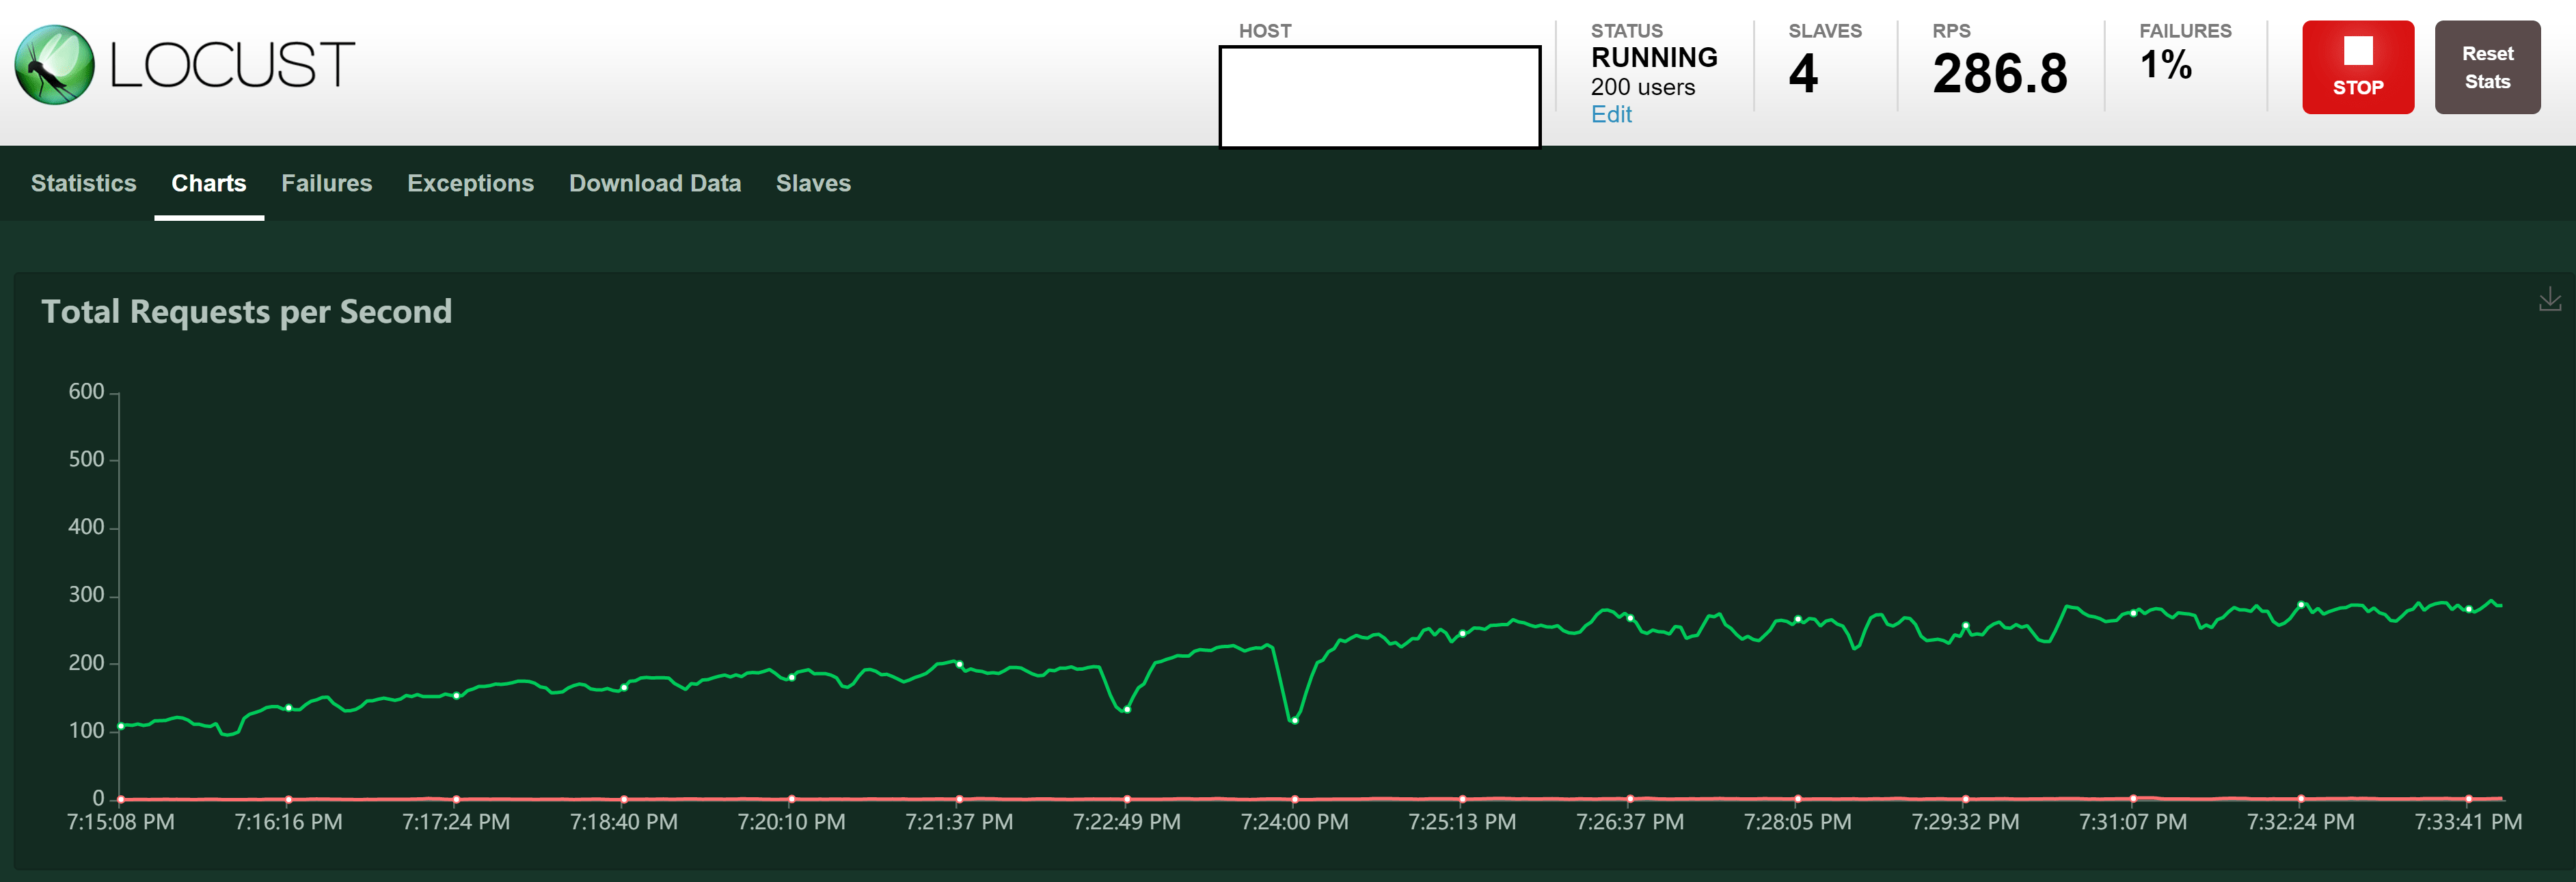 LOCUST
HOST
STATUS
RUNNING
200 users
Edit
SLAVES
4
RPS
286.8
FAILURES
1%
STOP
Reset
Stats
Statistics Charts Failures Exceptions Download Data Slaves
Total Requests per Second
600
500
400
300
200
100
0
7:15:08 PM 7:16:16 PM 7:17:24 PM 7:18:40 PM 7:20:10 PM 7:21:37 PM 7:22:49 PM 7:24:00 PM 7:25:13 PM 7:26:37 PM 7:28:05 PM 7:29:32 PM 7:31:07 PM 7:32:24 PM 7:33:41 PM